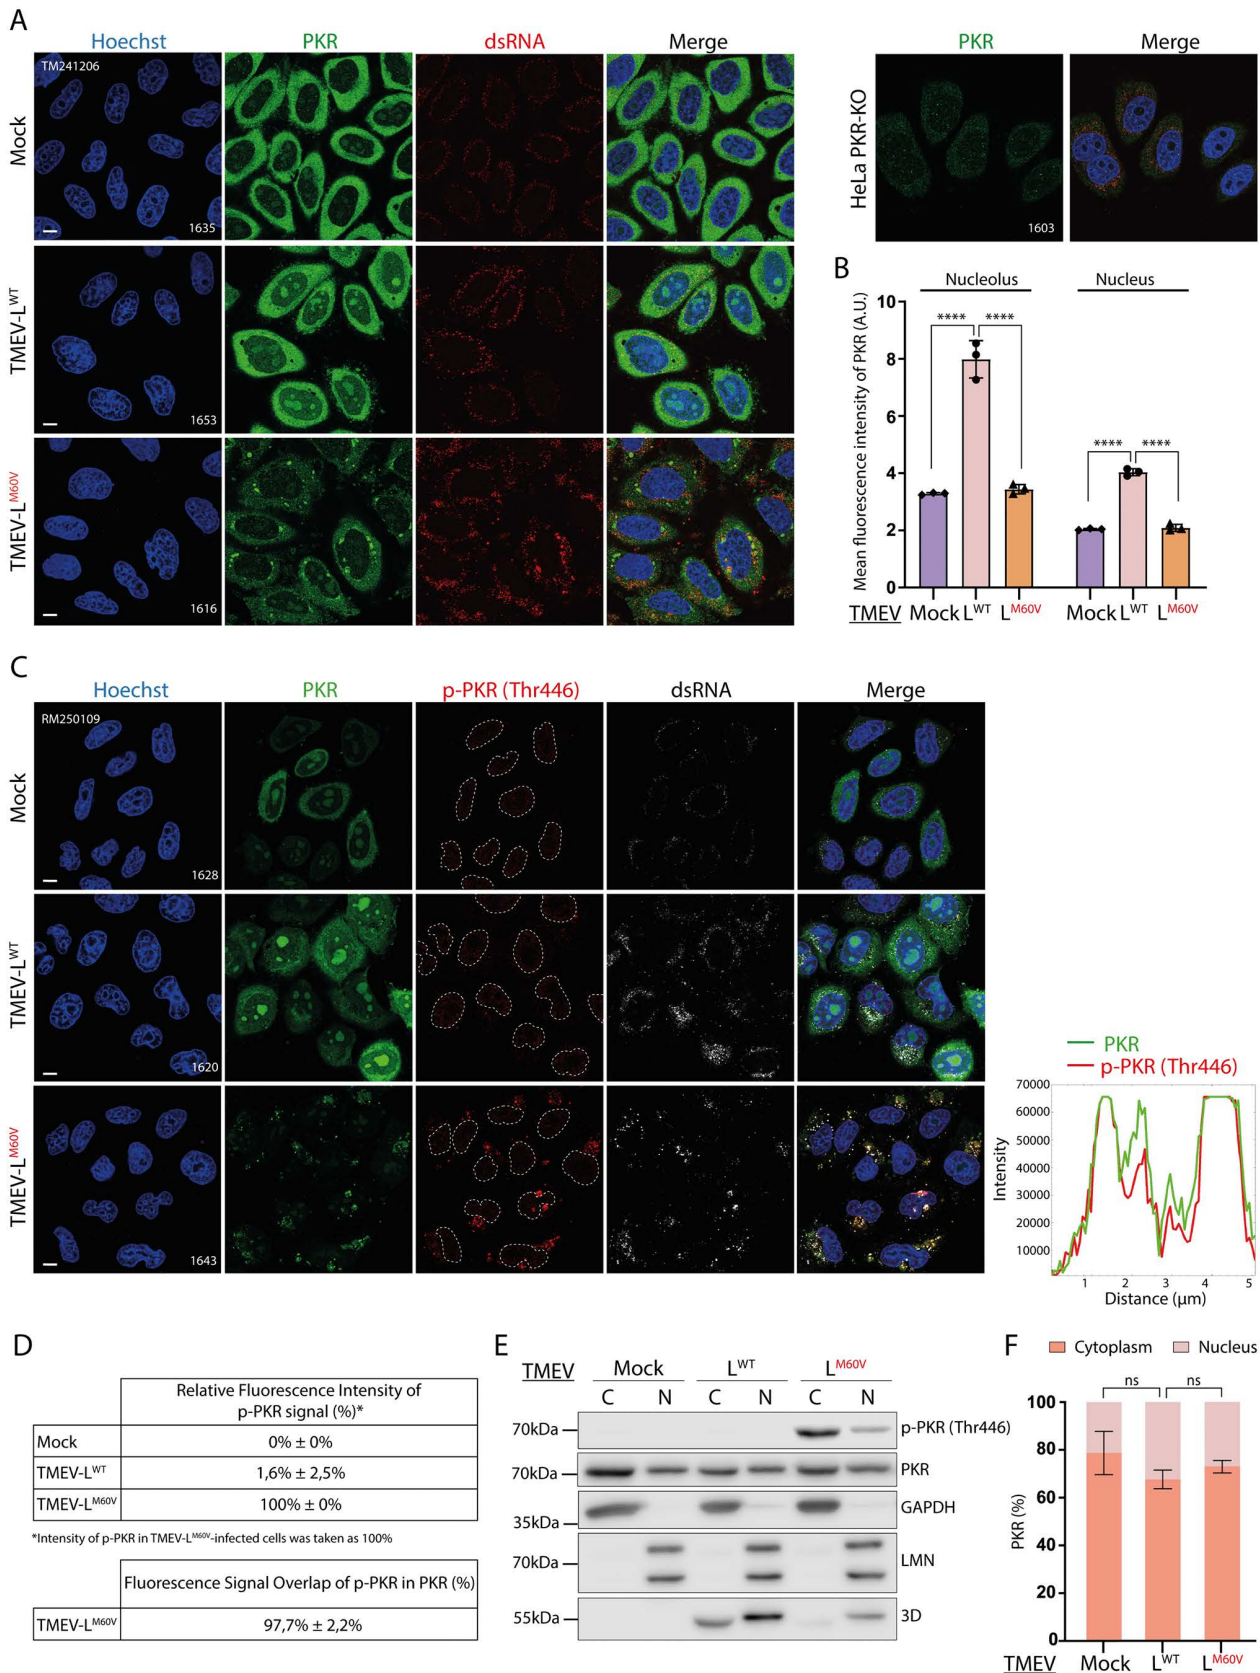 A
Hoechst PKR dsRNA Merge
PKR Merge
Mock
TM241206
1635
HeLa PKR-KO
1603
TMEV-L^WT
1653
TMEV-L^M60V
1616
B
Nucleolus Nucleus
Mean fluorescence intensity of PKR (A.U.)
10
8
6
4
2
0
**** ****
**** ****
TMEV Mock L^WT L^M60V Mock L^WT L^M60V
C
Hoechst PKR p-PKR (Thr446) dsRNA Merge
Mock
RM250109
1628
TMEV-L^WT
1620
TMEV-L^M60V
1643
PKR
p-PKR (Thr446)
Intensity
70000
60000
50000
40000
30000
20000
10000
1 2 3 4 5
Distance (µm)
D
Relative Fluorescence Intensity of
p-PKR signal (%)*
Mock 0% ± 0%
TMEV-L^WT 1,6% ± 2,5%
TMEV-L^M60V 100% ± 0%
*Intensity of p-PKR in TMEV-L^M60V-infected cells was taken as 100%
Fluorescence Signal Overlap of p-PKR in PKR (%)
TMEV-L^M60V 97,7% ± 2,2%
E
TMEV Mock L^WT L^M60V
C N C N C N
70kDa p-PKR (Thr446)
70kDa PKR
35kDa GAPDH
70kDa LMN
55kDa 3D
F
Cytoplasm Nucleus
PKR (%)
100
80
60
40
20
0
ns ns
TMEV Mock L^WT L^M60V